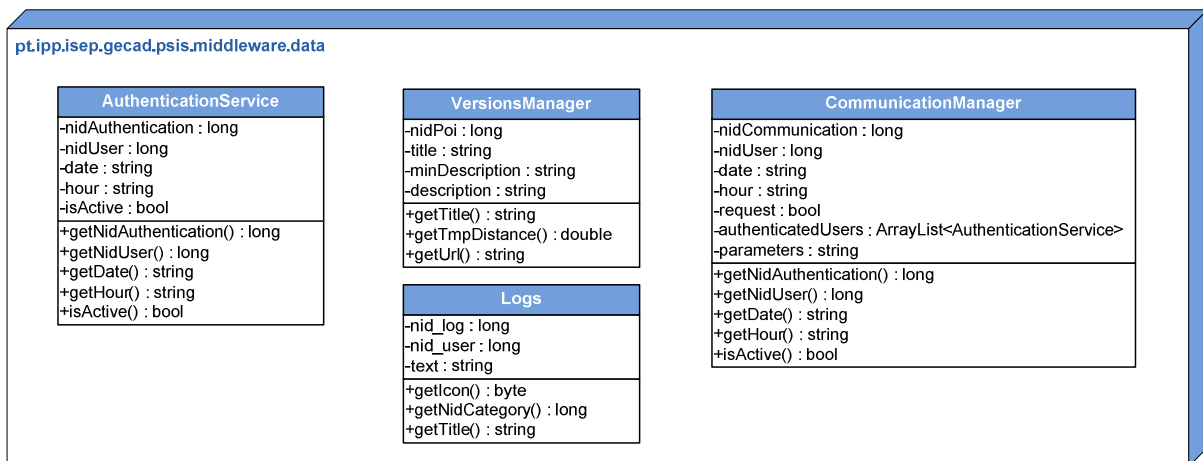 pt.ipp.isep.gecad.psis.middleware.data
AuthenticationService
-nidAuthentication : long
-nidUser : long
-date : string
-hour : string
-isActive : bool
+getNidAuthentication() : long
+getNidUser() : long
+getDate() : string
+getHour() : string
+isActive() : bool
VersionsManager
-nidPoi : long
-title : string
-minDescription : string
-description : string
+getTitle() : string
+getTmpDistance() : double
+getUrl() : string
Logs
-nid_log : long
-nid_user : long
-text : string
+getIcon() : byte
+getNidCategory() : long
+getTitle() : string
CommunicationManager
-nidCommunication : long
-nidUser : long
-date : string
-hour : string
-request : bool
-authenticatedUsers : ArrayList<AuthenticationService>
-parameters : string
+getNidAuthentication() : long
+getNidUser() : long
+getDate() : string
+getHour() : string
+isActive() : bool